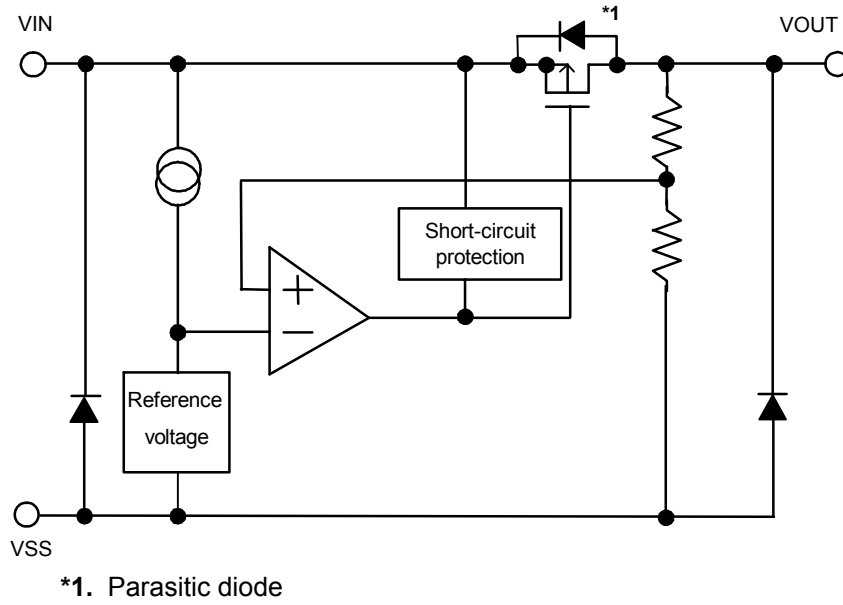 *1
VIN
VOUT
Short-circuit
protection
+
−
Reference
voltage
VSS
*1. Parasitic diode